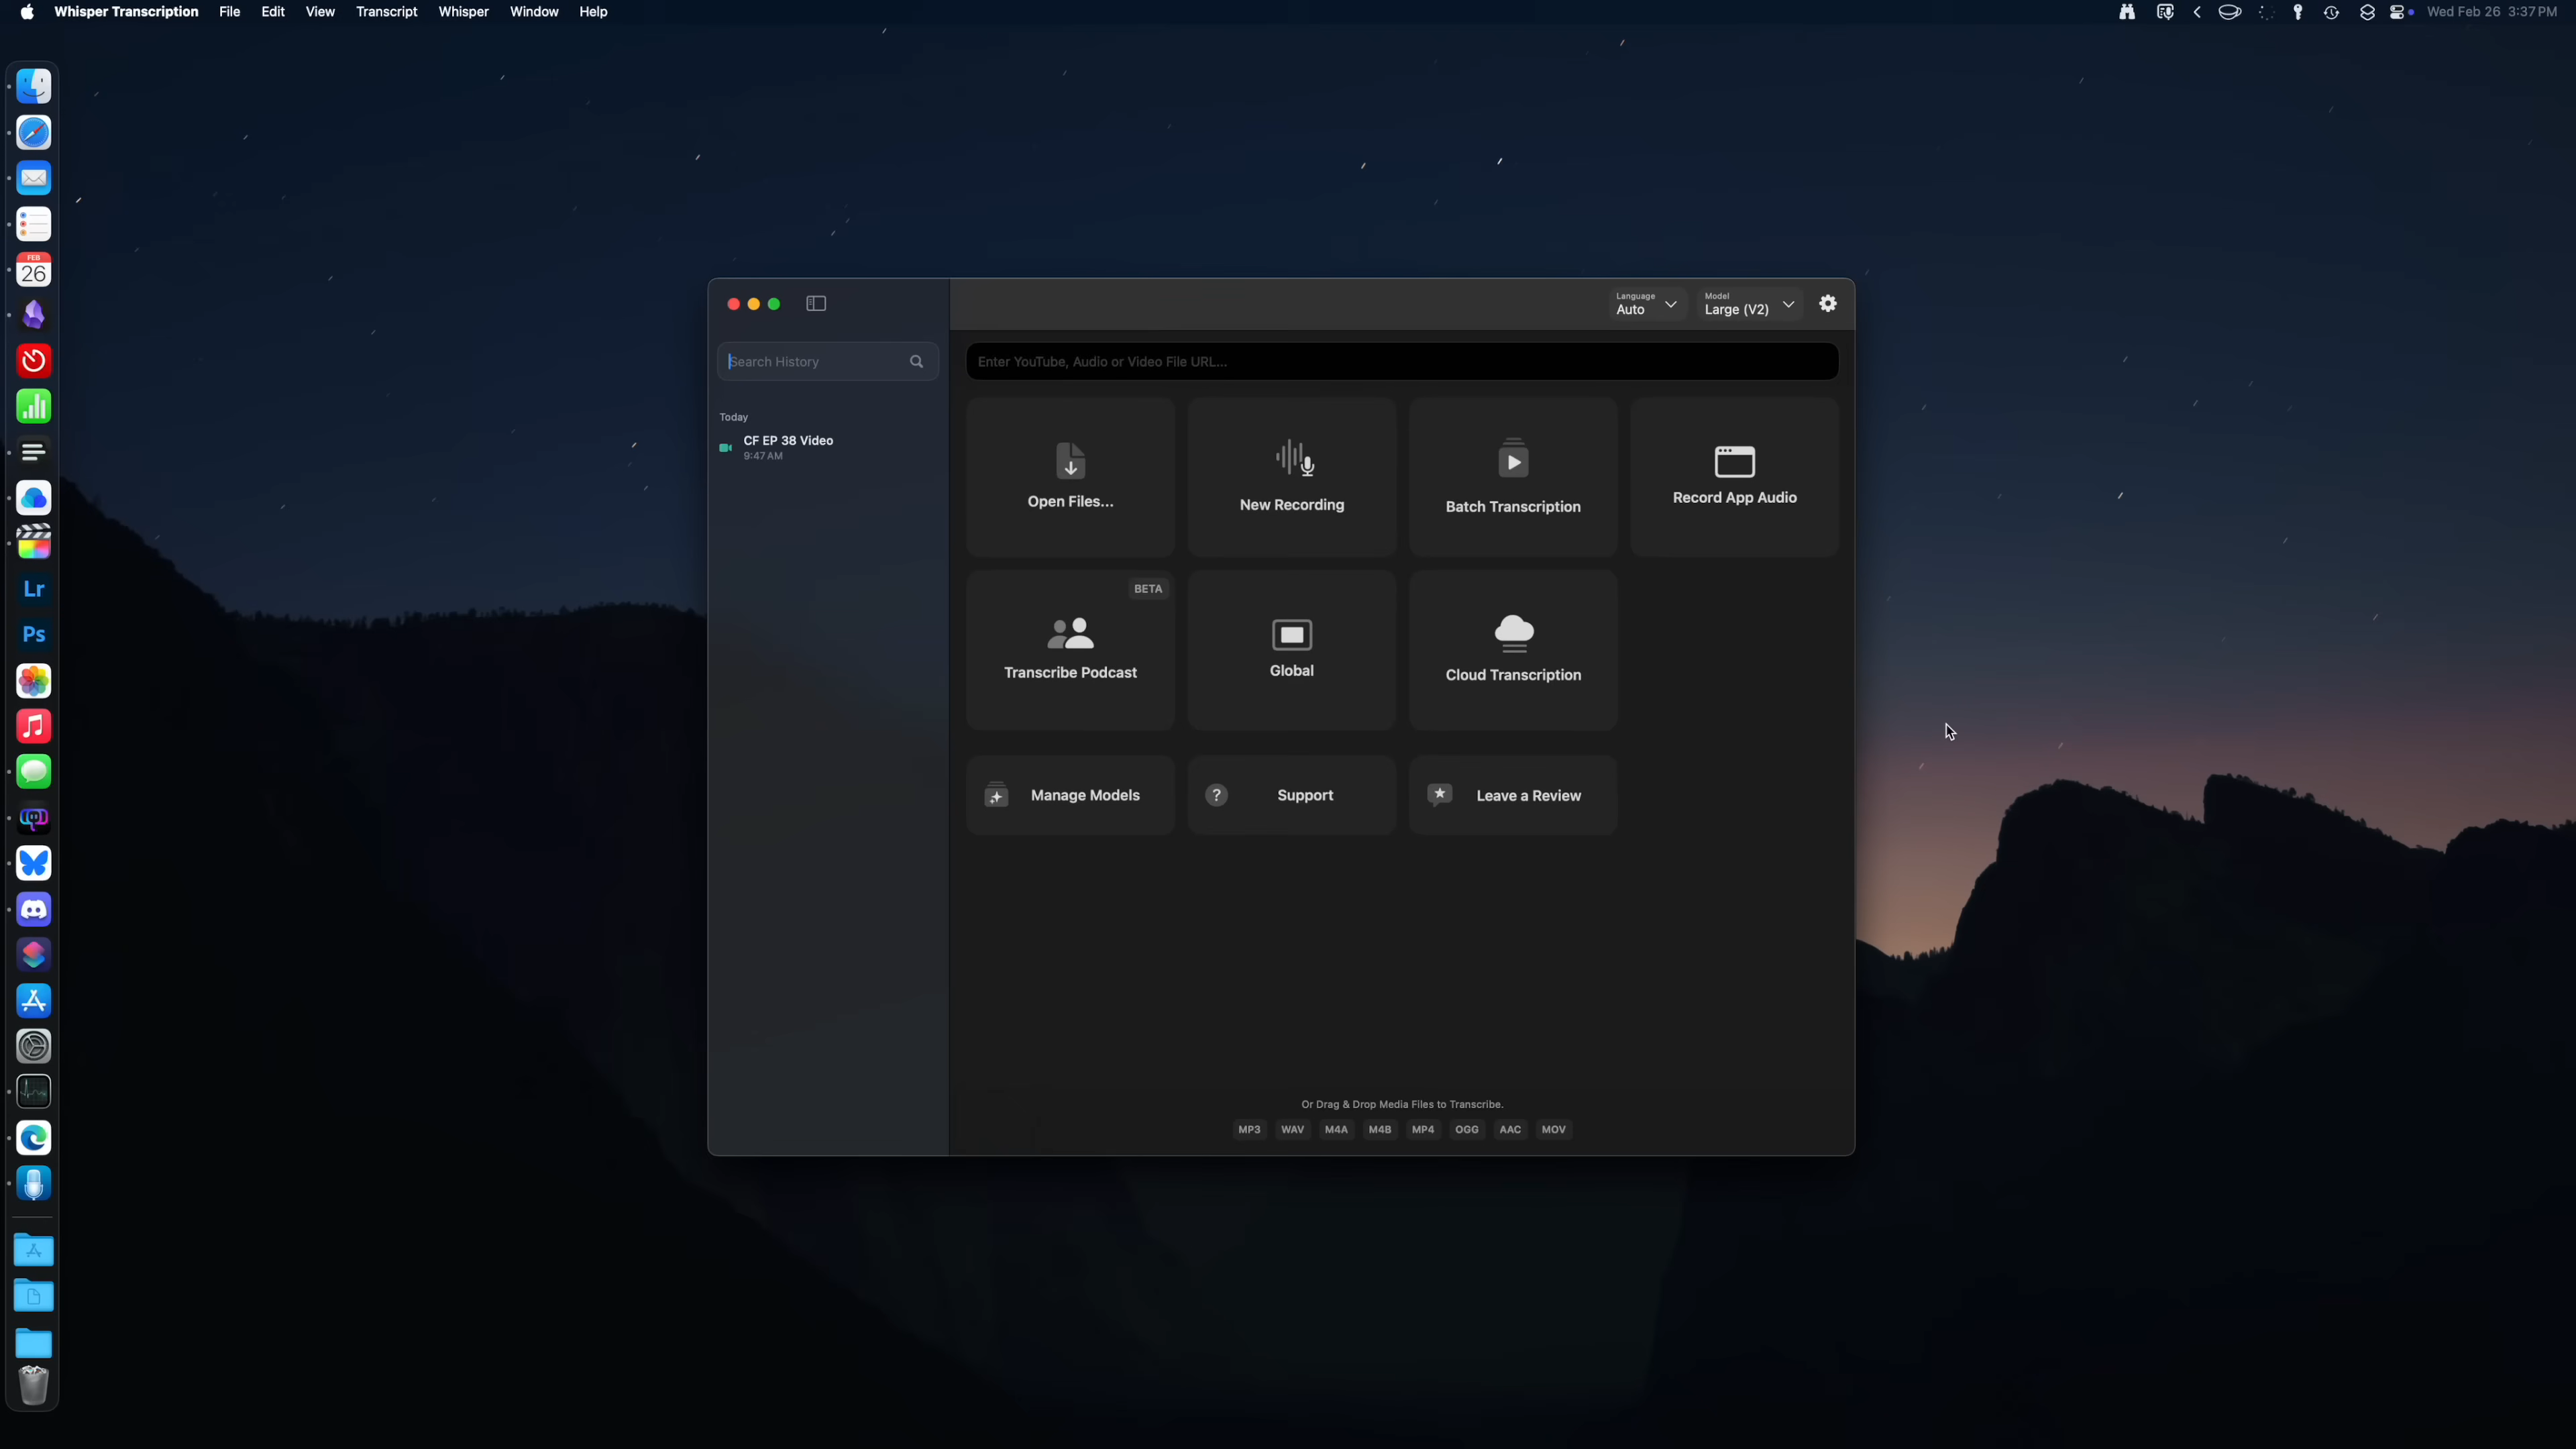 Whisper Transcription File Edit View Transcript Whisper Window Help
Wed Feb 26 3:37 PM
FEB
26
Lr
Ps
Search History
Today
CF EP 38 Video
9:47 AM
Language
Auto
Model
Large (V2)
Enter YouTube, Audio or Video File URL...
Open Files...
New Recording
Batch Transcription
Record App Audio
BETA
Transcribe Podcast
Global
Cloud Transcription
Manage Models
Support
Leave a Review
Or Drag & Drop Media Files to Transcribe.
MP3 WAV M4A M4B MP4 OGG AAC MOV